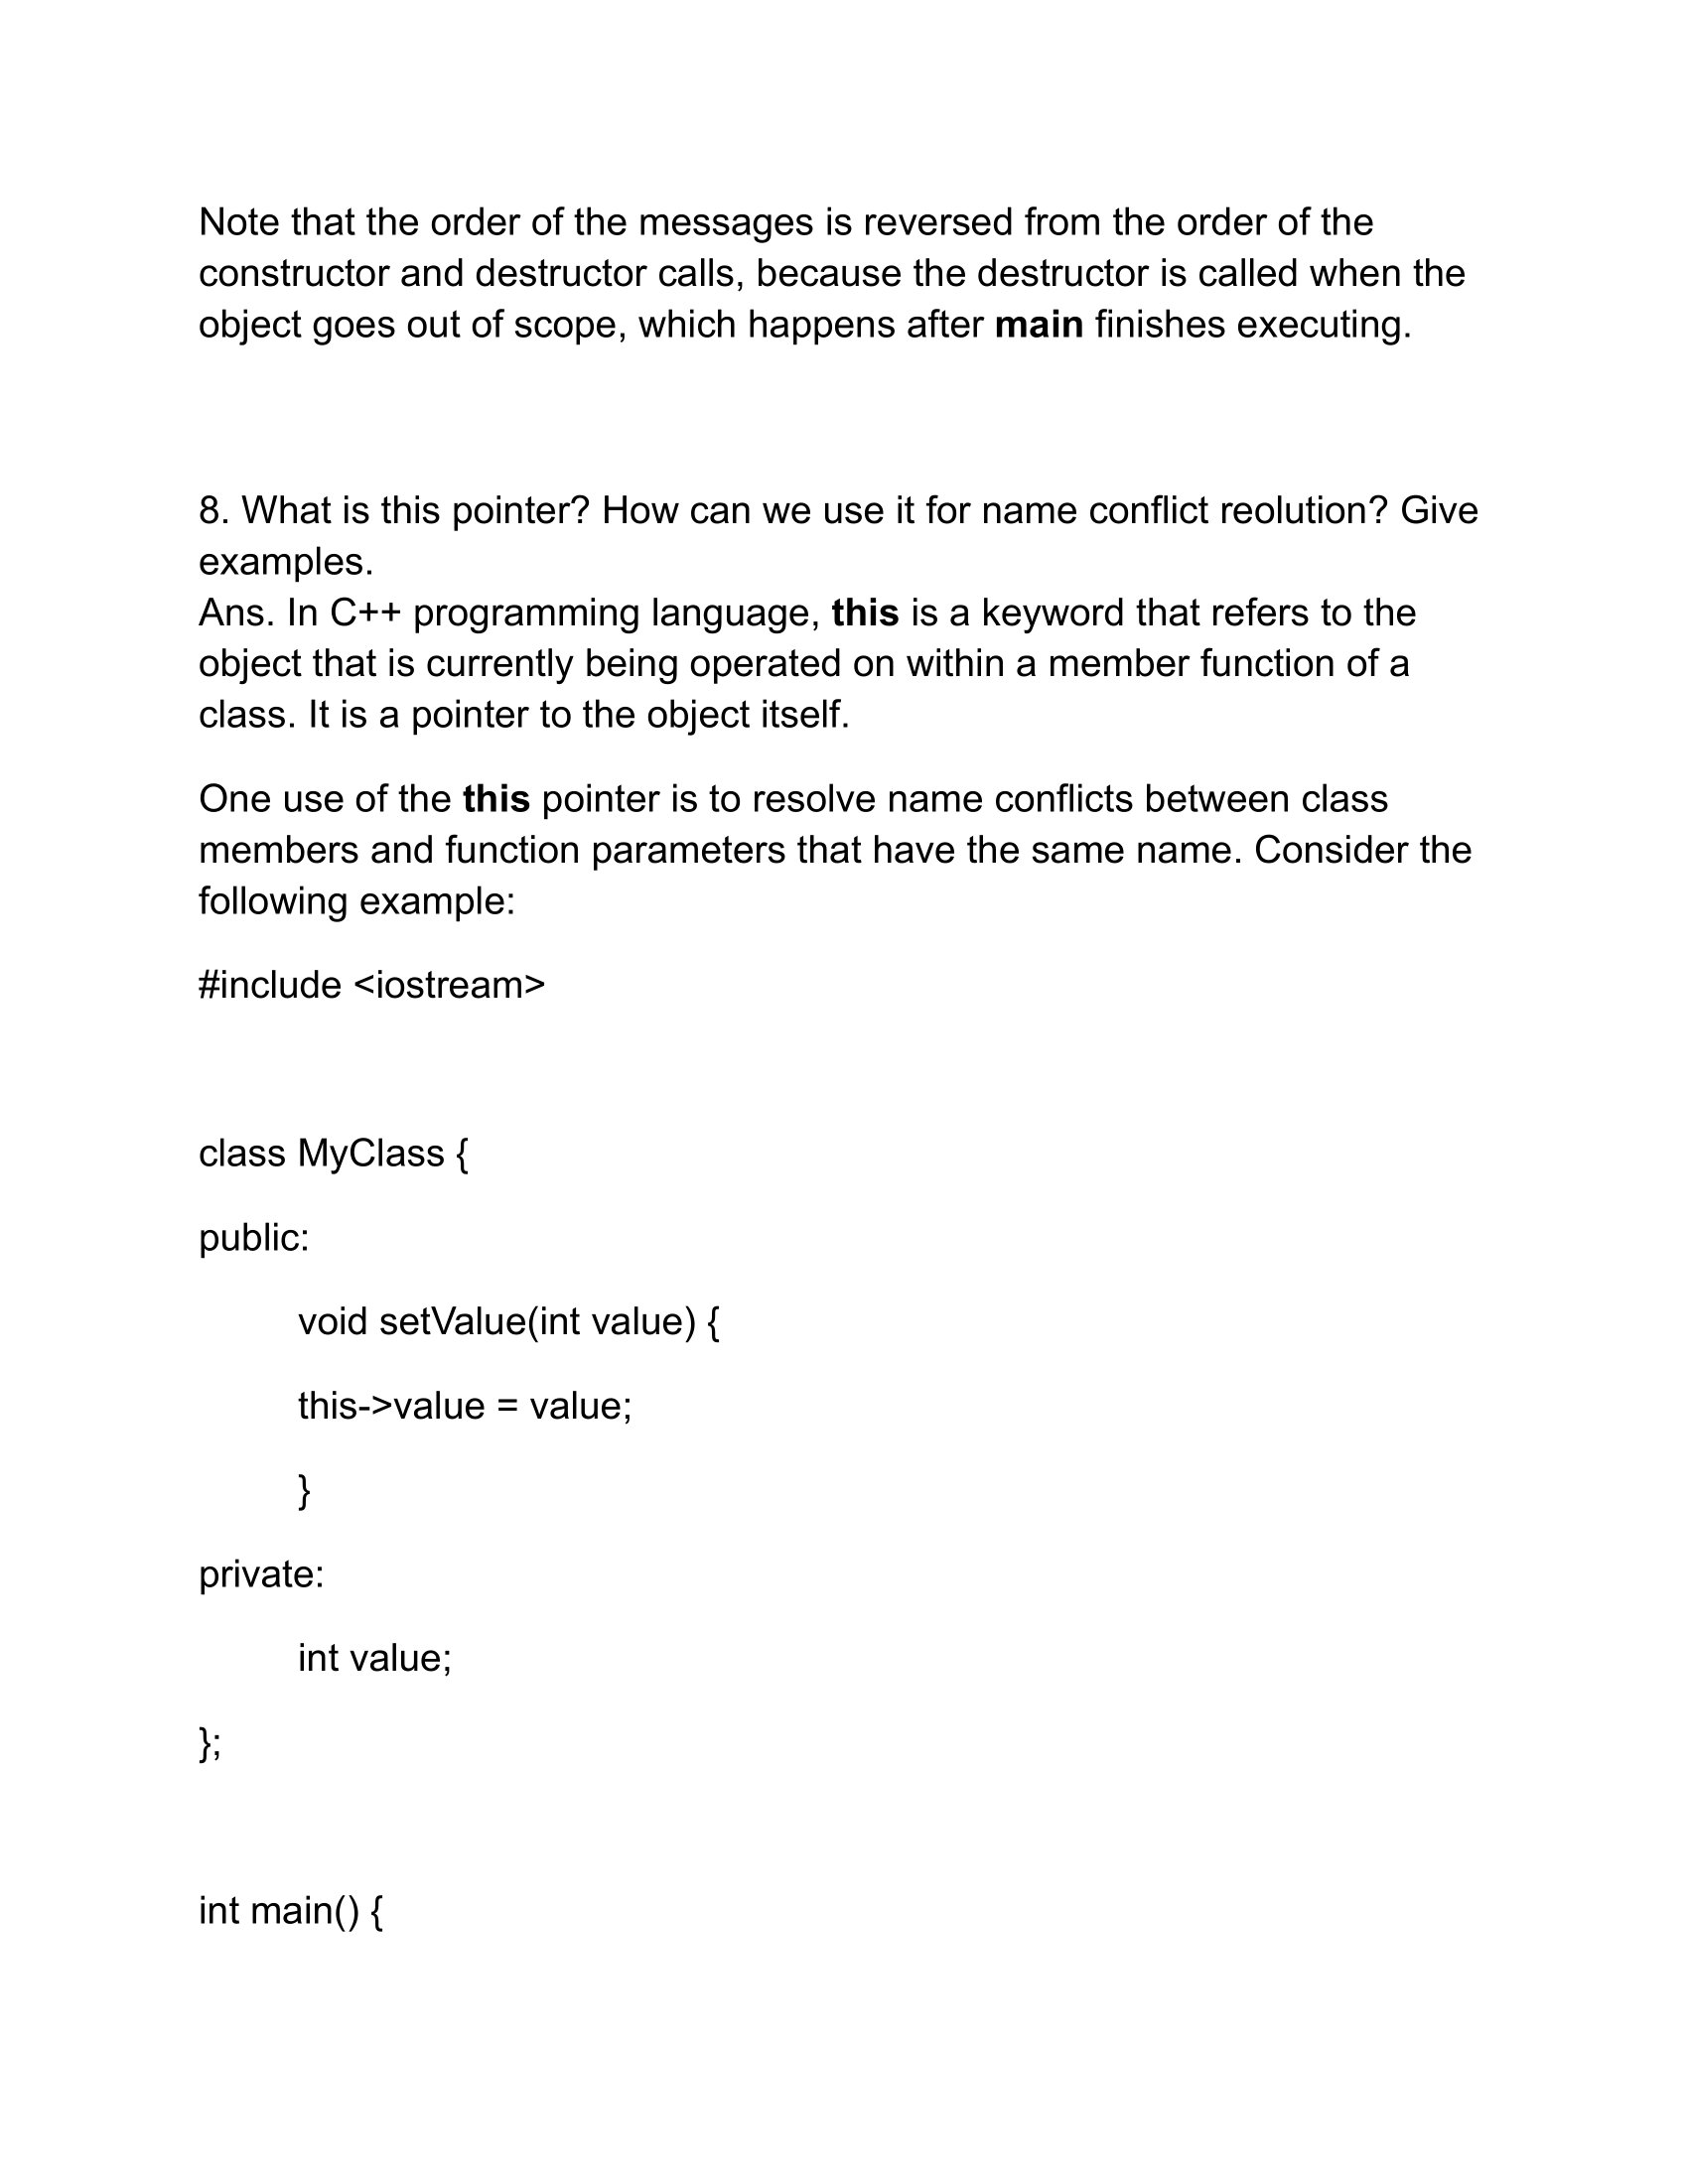 Note that the order of the messages is reversed from the order of the
constructor and destructor calls, because the destructor is called when the
object goes out of scope, which happens after main finishes executing.
8. What is this pointer? How can we use it for name conflict reolution? Give
examples.
Ans. In C++ programming language, this is a keyword that refers to the
object that is currently being operated on within a member function of a
class. It is a pointer to the object itself.
One use of the this pointer is to resolve name conflicts between class
members and function parameters that have the same name. Consider the
following example:
#include <iostream>
class MyClass {
public:
void setValue(int value) {
this->value = value;
}
private:
int value;
};
int main() {